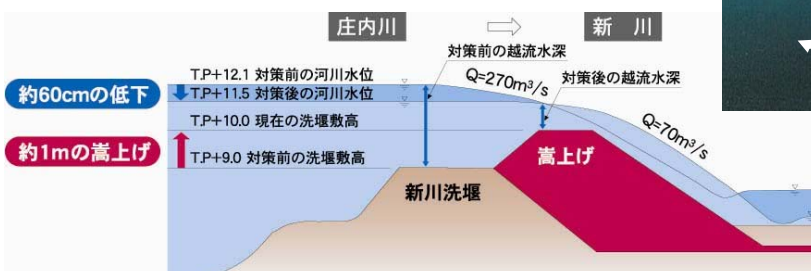 庄内川
新川
対策前の越流水深
T.P+12.1 対策前の河川水位
Q=270m³/s
対策後の越流水深
約60cmの低下
T.P+11.5 対策後の河川水位
T.P+10.0 現在の洗堰敷高
Q=70m³/s
約1mの嵩上げ
T.P+9.0 対策前の洗堰敷高
嵩上げ
新川洗堰